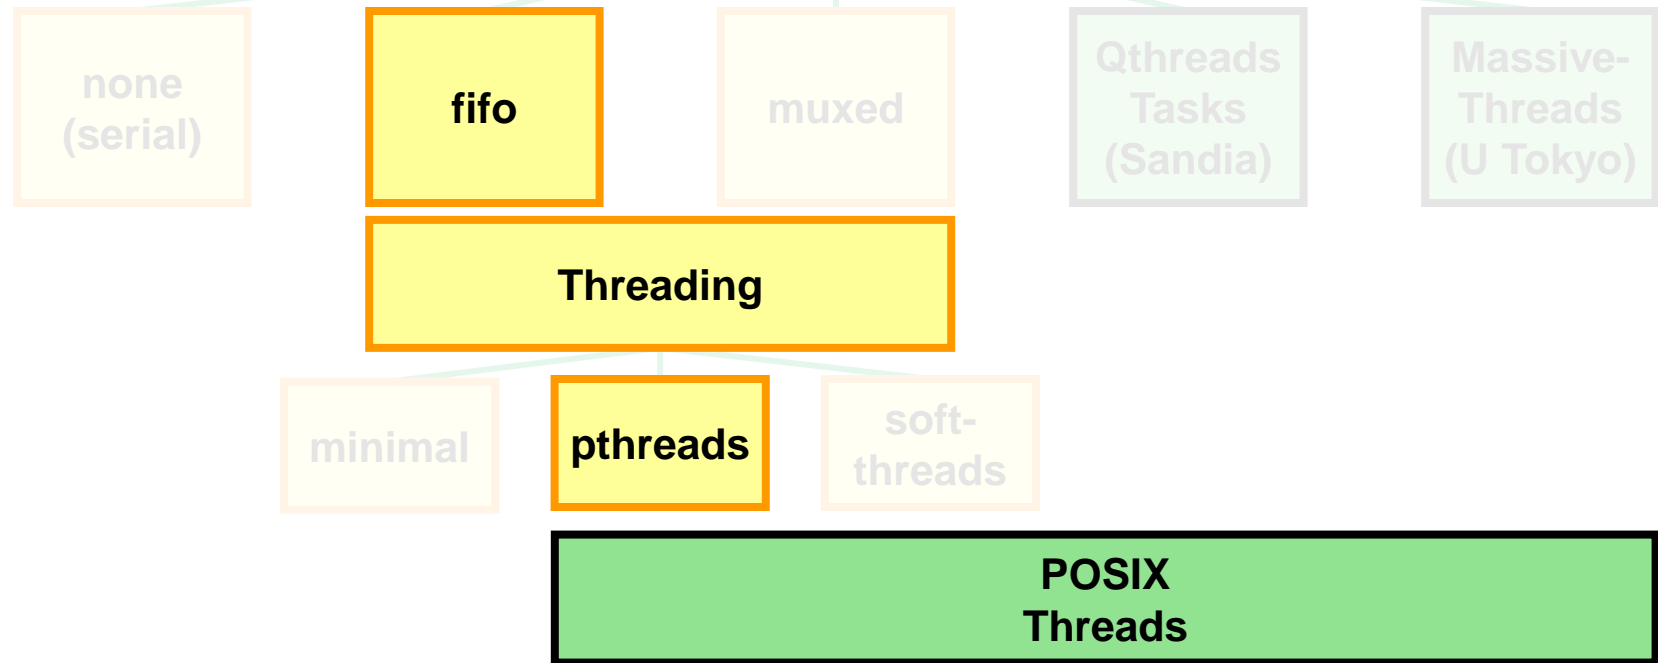 none
(serial)
fifo
muxed
Qthreads
Tasks
(Sandia)
Massive-
Threads
(U Tokyo)
Threading
minimal
pthreads
soft-
threads
POSIX
Threads